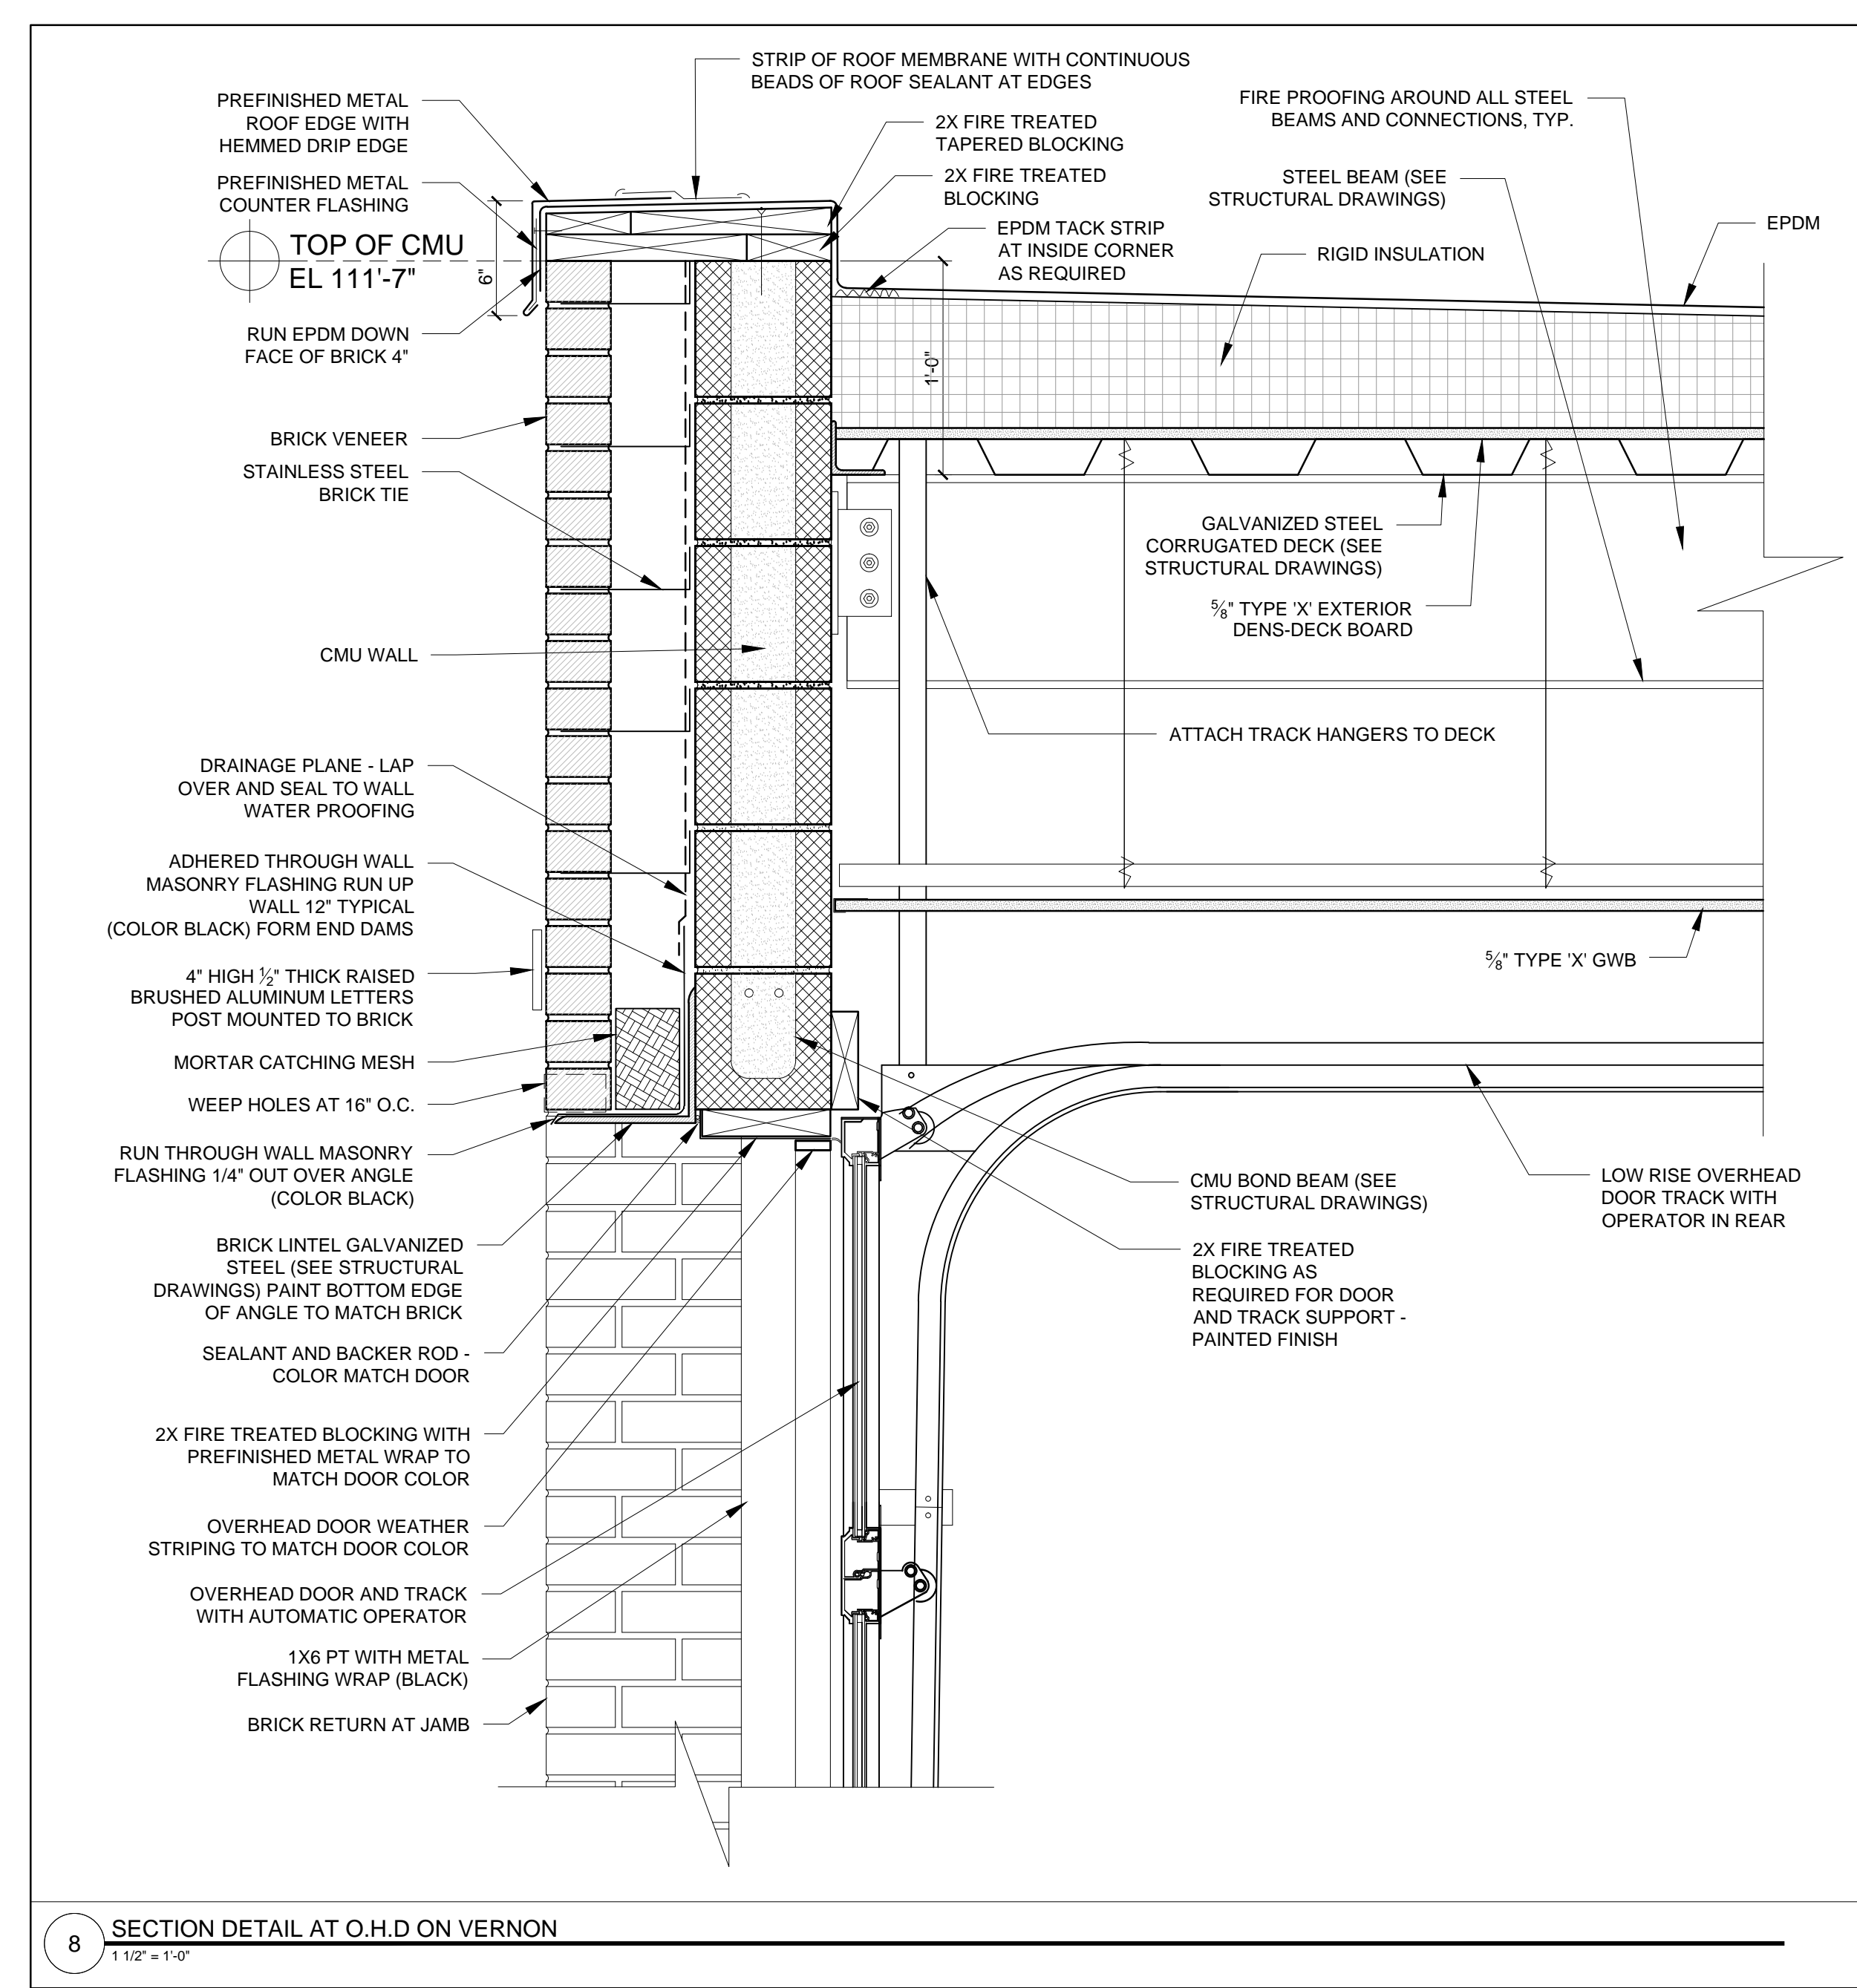 STRIP OF ROOF MEMBRANE WITH CONTINUOUS
BEADS OF ROOF SEALANT AT EDGES
PREFINISHED METAL
ROOF EDGE WITH
HEMMED DRIP EDGE
PREFINISHED METAL
COUNTER FLASHING
TOP OF CMU
EL 111'-7"
6"
RUN EPDM DOWN
FACE OF BRICK 4"
BRICK VENEER
STAINLESS STEEL
BRICK TIE
CMU WALL
DRAINAGE PLANE - LAP
OVER AND SEAL TO WALL
WATER PROOFING
ADHERED THROUGH WALL
MASONRY FLASHING RUN UP
WALL 12" TYPICAL
(COLOR BLACK) FORM END DAMS
4" HIGH 1/2" THICK RAISED
BRUSHED ALUMINUM LETTERS
POST MOUNTED TO BRICK
MORTAR CATCHING MESH
WEEP HOLES AT 16" O.C.
RUN THROUGH WALL MASONRY
FLASHING 1/4" OUT OVER ANGLE
(COLOR BLACK)
BRICK LINTEL GALVANIZED
STEEL (SEE STRUCTURAL
DRAWINGS) PAINT BOTTOM EDGE
OF ANGLE TO MATCH BRICK
SEALANT AND BACKER ROD -
COLOR MATCH DOOR
2X FIRE TREATED BLOCKING WITH
PREFINISHED METAL WRAP TO
MATCH DOOR COLOR
OVERHEAD DOOR WEATHER
STRIPING TO MATCH DOOR COLOR
OVERHEAD DOOR AND TRACK
WITH AUTOMATIC OPERATOR
1X6 PT WITH METAL
FLASHING WRAP (BLACK)
BRICK RETURN AT JAMB
2X FIRE TREATED
TAPERED BLOCKING
2X FIRE TREATED
BLOCKING
EPDM TACK STRIP
AT INSIDE CORNER
AS REQUIRED
1'-0"
FIRE PROOFING AROUND ALL STEEL
BEAMS AND CONNECTIONS, TYP.
STEEL BEAM (SEE
STRUCTURAL DRAWINGS)
EPDM
RIGID INSULATION
GALVANIZED STEEL
CORRUGATED DECK (SEE
STRUCTURAL DRAWINGS)
5/8" TYPE 'X' EXTERIOR
DENS-DECK BOARD
ATTACH TRACK HANGERS TO DECK
5/8" TYPE 'X' GWB
CMU BOND BEAM (SEE
STRUCTURAL DRAWINGS)
2X FIRE TREATED
BLOCKING AS
REQUIRED FOR DOOR
AND TRACK SUPPORT -
PAINTED FINISH
LOW RISE OVERHEAD
DOOR TRACK WITH
OPERATOR IN REAR
8
SECTION DETAIL AT O.H.D ON VERNON
1 1/2" = 1'-0"